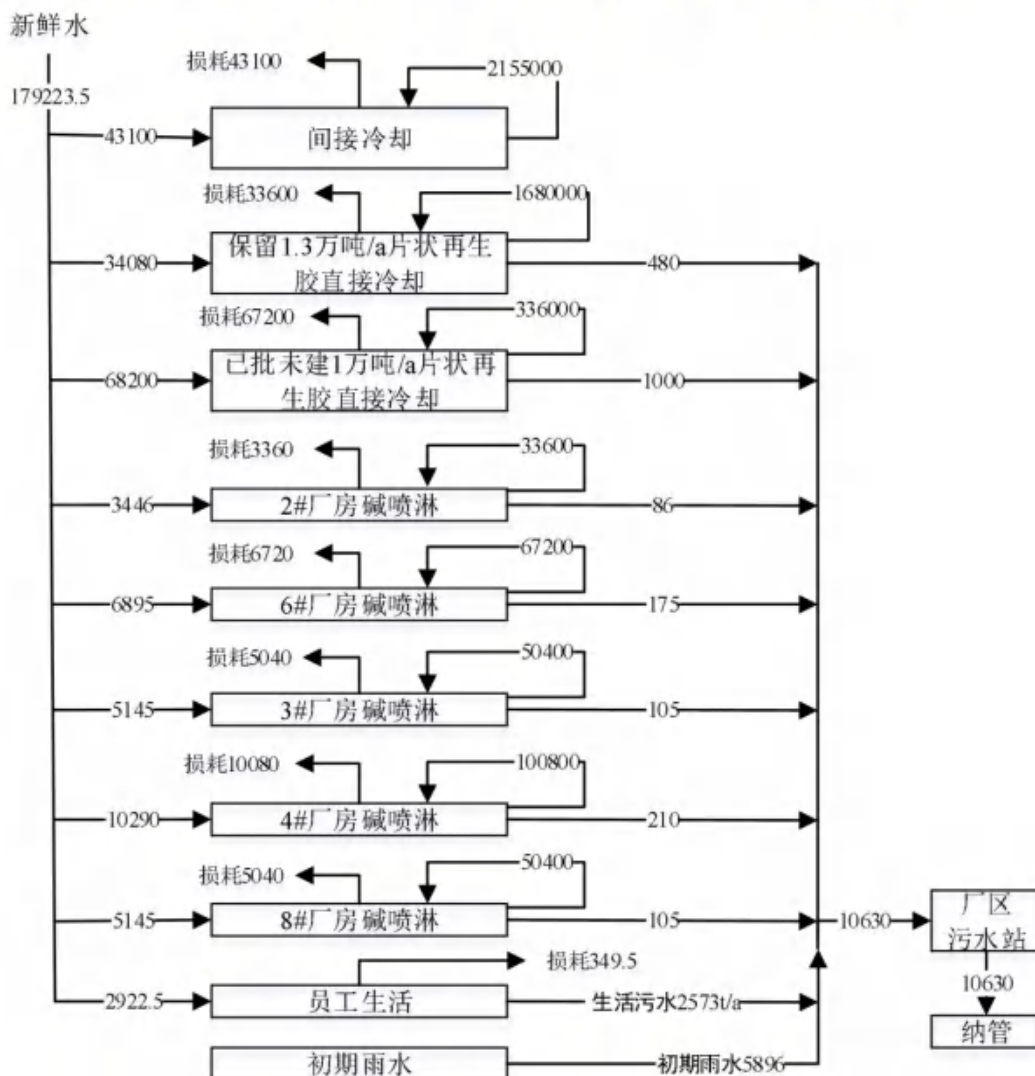 新鲜水
179223.5
损耗43100
2155000
43100
间接冷却
损耗33600
1680000
34080
保留1.3万吨/a片状再生
胶直接冷却
480
损耗67200
336000
68200
已批未建1万吨/a片状再
生胶直接冷却
1000
损耗3360
33600
3446
2#厂房碱喷淋
86
损耗6720
67200
6895
6#厂房碱喷淋
175
损耗5040
50400
5145
3#厂房碱喷淋
105
损耗10080
100800
10290
4#厂房碱喷淋
210
损耗5040
50400
5145
8#厂房碱喷淋
105
10630
厂区
污水站
损耗349.5
10630
2922.5
员工生活
生活污水2573t/a
纳管
初期雨水
初期雨水5896